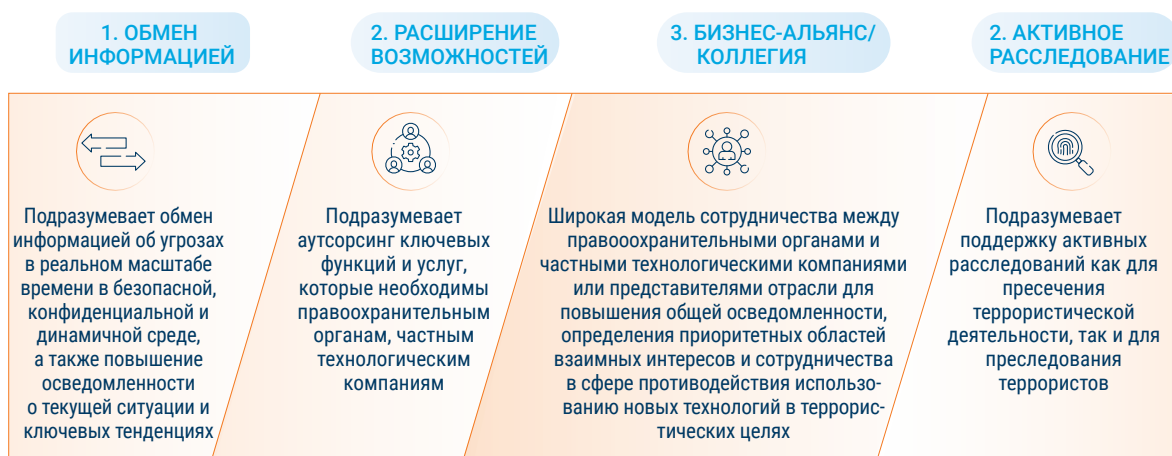 1. ОБМЕН
ИНФОРМАЦИЕЙ
Подразумевает обмен
информацией об угрозах
в реальном масштабе
времени в безопасной,
конфиденциальной и
динамичной среде,
а также повышение
осведомленности
о текущей ситуации и
ключевых тенденциях
2. РАСШИРЕНИЕ
ВОЗМОЖНОСТЕЙ
Подразумевает
аутсорсинг ключевых
функций и услуг,
которые необходимы
правоохранительным
органам, частным
технологическим
компаниям
3. БИЗНЕС-АЛЬЯНС/
КОЛЛЕГИЯ
Широкая модель сотрудничества между
правооохранительными органами и
частными технологическими компаниями
или представителями отрасли для
повышения общей осведомленности,
определения приоритетных областей
взаимных интересов и сотрудничества
в сфере противодействия использо-
ванию новых технологий в террорис-
тических целях
2. АКТИВНОЕ
РАССЛЕДОВАНИЕ
Подразумевает
поддержку активных
расследований как для
пресечения
террористической
деятельности, так и для
преследования
террористов